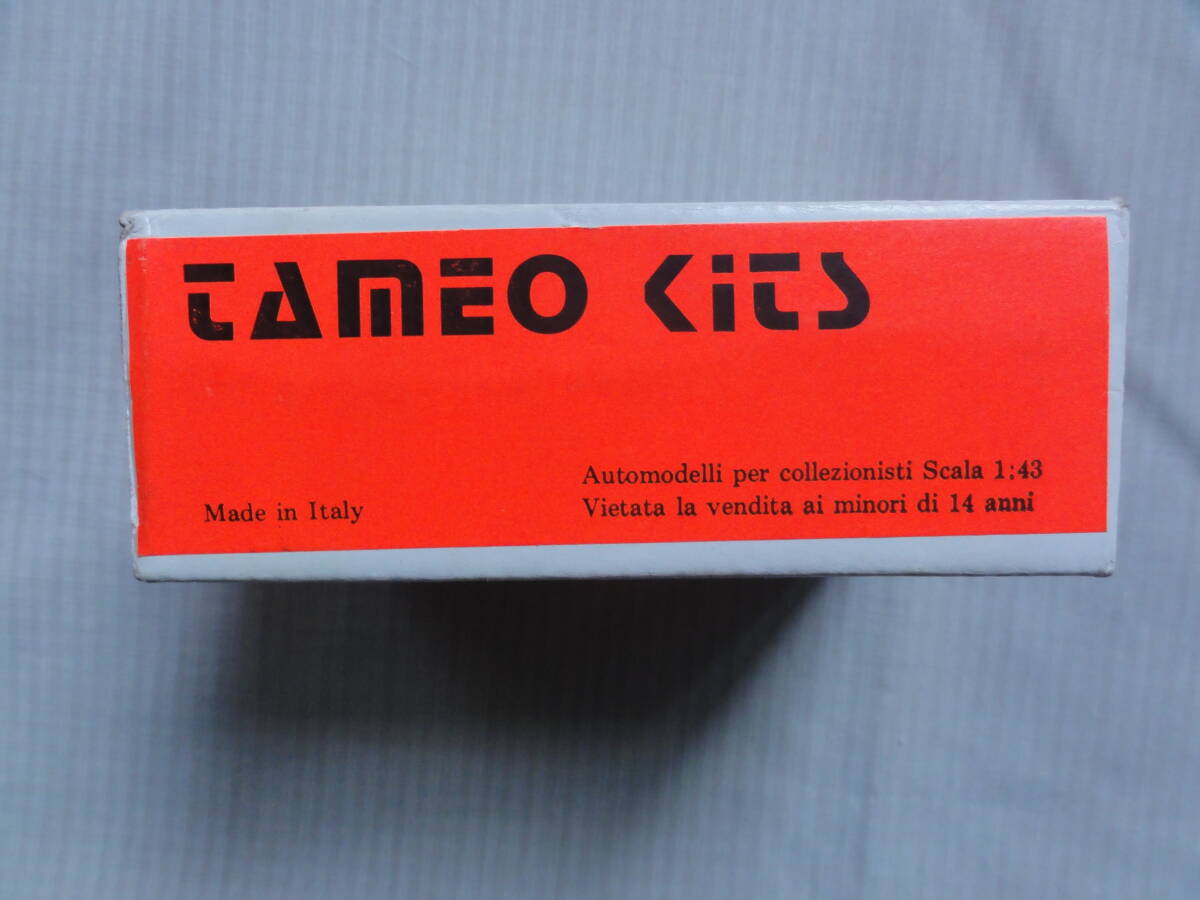 TAMEO KiTS
Automodelli per collezionisti Scala 1:43
Made in Italy
Vietata la vendita ai minori di 14 anni